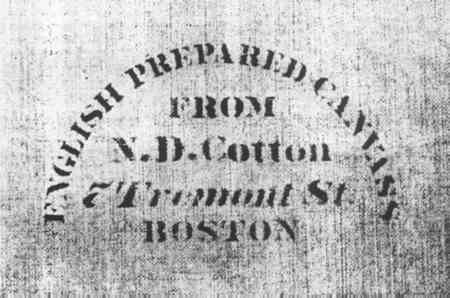 ENGLISH PREPARED CANVASS
FROM
N.D.Cotton
7 Tremont St
BOSTON